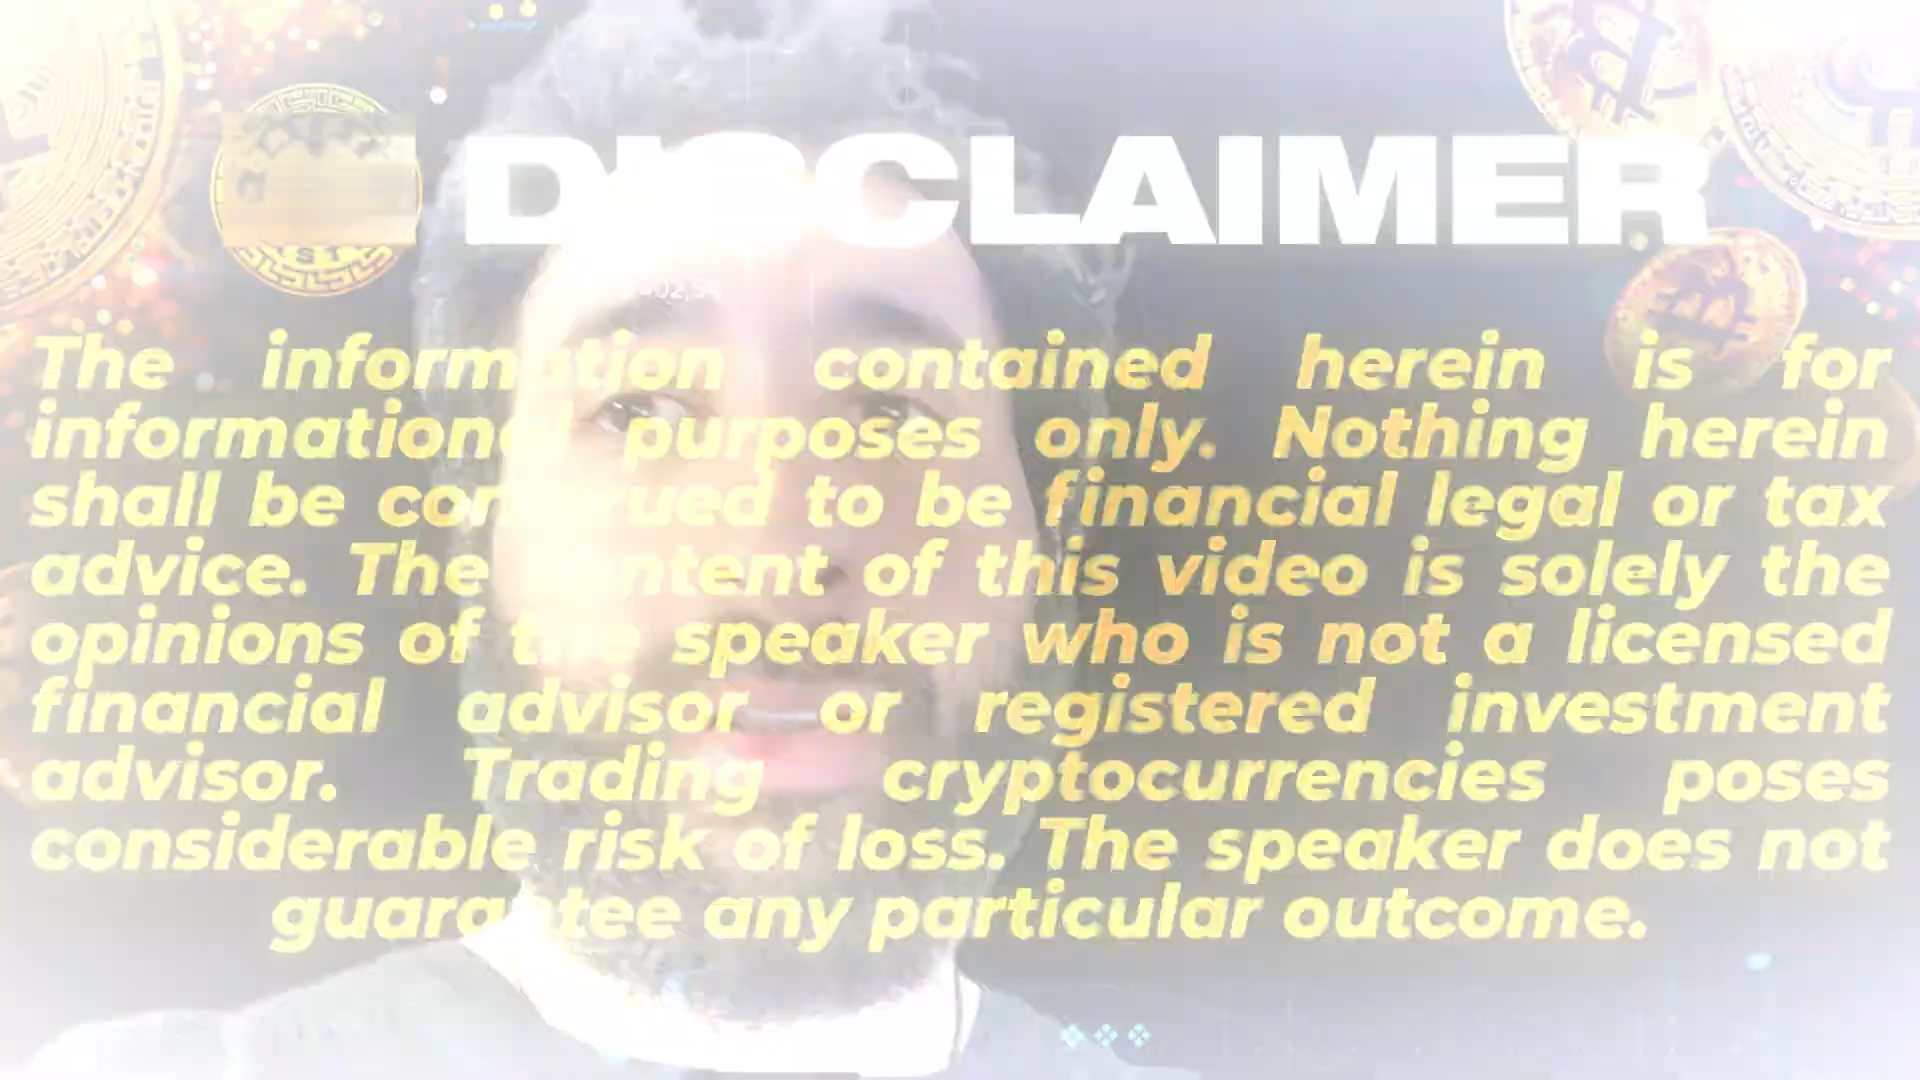 DISCLAIMER
The information contained herein is for
informational purposes only. Nothing herein
shall be construed to be financial legal or tax
advice. The content of this video is solely the
opinions of the speaker who is not a licensed
financial advisor or registered investment
advisor. Trading cryptocurrencies poses
considerable risk of loss. The speaker does not
guarantee any particular outcome.